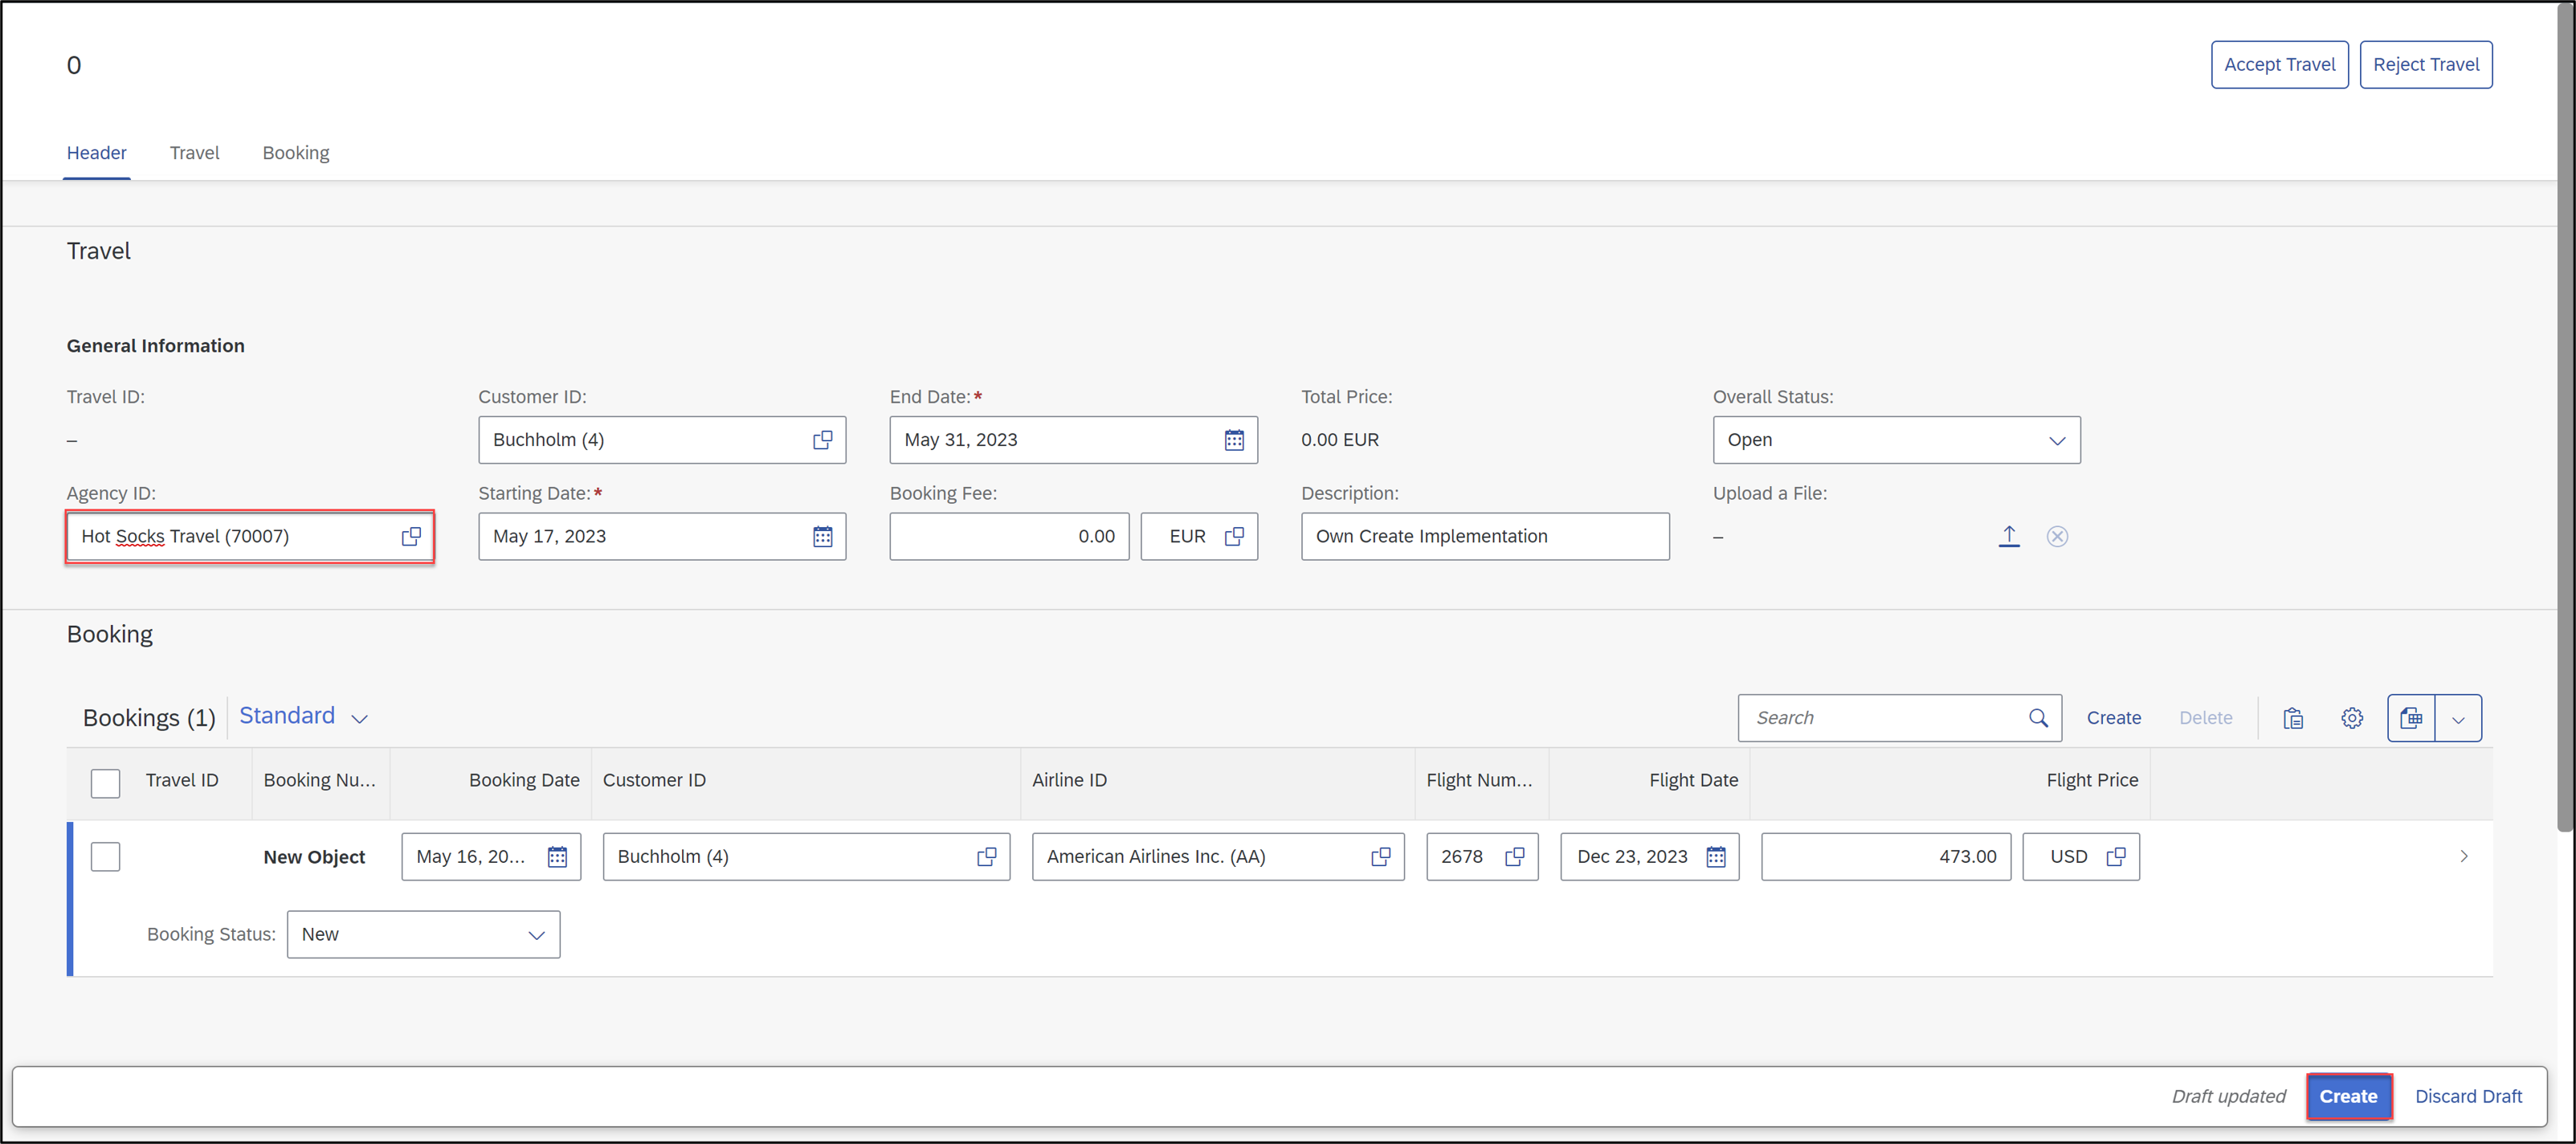 0
Accept Travel Reject Travel
Header Travel Booking
Travel
General Information
Travel ID: Customer ID: End Date:* Total Price: Overall Status:
– Buchholm (4) May 31, 2023 0.00 EUR Open
Agency ID: Starting Date:* Booking Fee: Description: Upload a File:
Hot Socks Travel (70007) May 17, 2023 0.00 EUR Own Create Implementation –
Booking
Bookings (1) Standard Search Create Delete
Travel ID Booking Nu... Booking Date Customer ID Airline ID Flight Num... Flight Date Flight Price
New Object May 16, 20... Buchholm (4) American Airlines Inc. (AA) 2678 Dec 23, 2023 473.00 USD
Booking Status: New
Draft updated Create Discard Draft